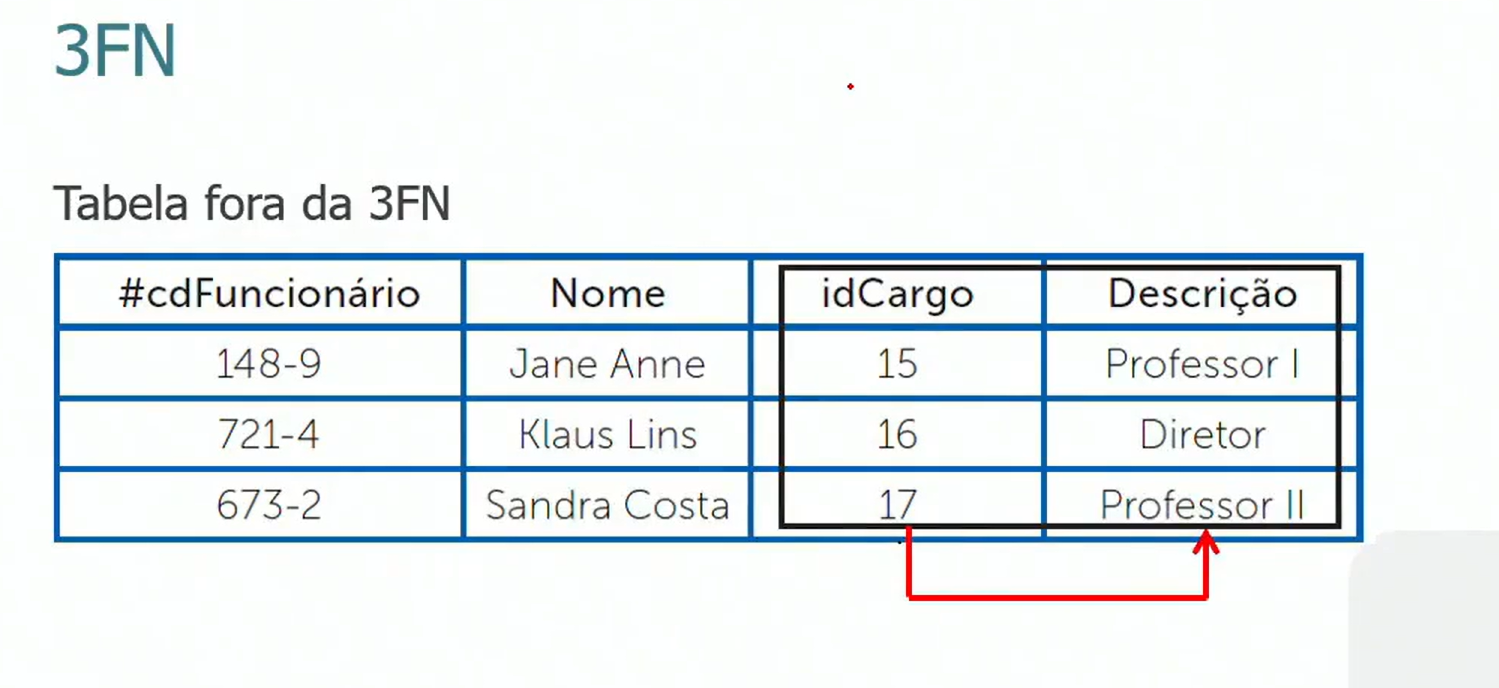 3FN
Tabela fora da 3FN
#cdFuncionário Nome idCargo Descrição
148-9 Jane Anne 15 Professor I
721-4 Klaus Lins 16 Diretor
673-2 Sandra Costa 17 Professor II